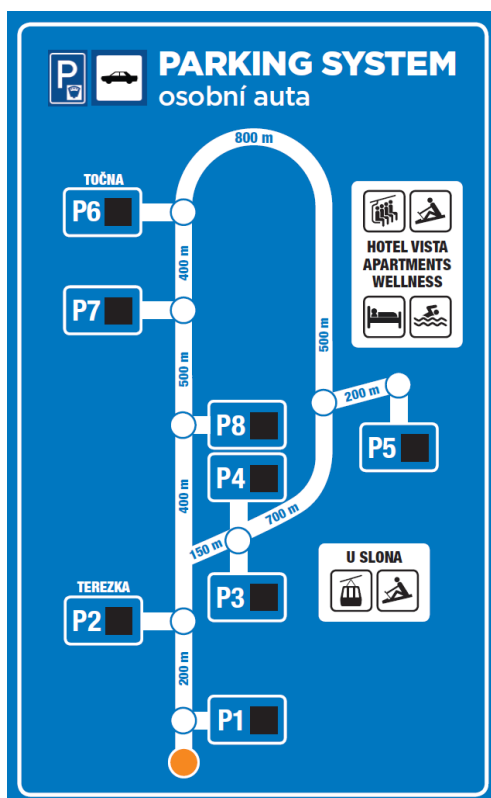 P
PARKING SYSTEM
osobní auta
800 m
TOČNA
P6
400 m
HOTEL VISTA
APARTMENTS
WELLNESS
P7
500 m
500 m
200 m
P8
P5
P4
400 m
700 m
150 m
U SLONA
TEREZKA
P3
P2
200 m
P1